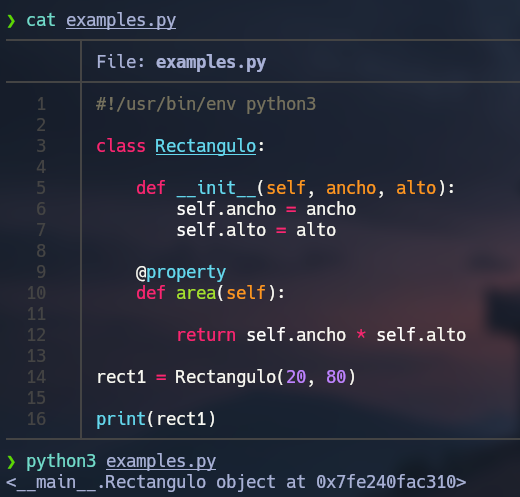 ❯ cat examples.py
File: examples.py
1 #!/usr/bin/env python3
2
3 class Rectangulo:
4
5     def __init__(self, ancho, alto):
6         self.ancho = ancho
7         self.alto = alto
8
9     @property
10     def area(self):
11
12         return self.ancho * self.alto
13
14 rect1 = Rectangulo(20, 80)
15
16 print(rect1)
❯ python3 examples.py
<__main__.Rectangulo object at 0x7fe240fac310>